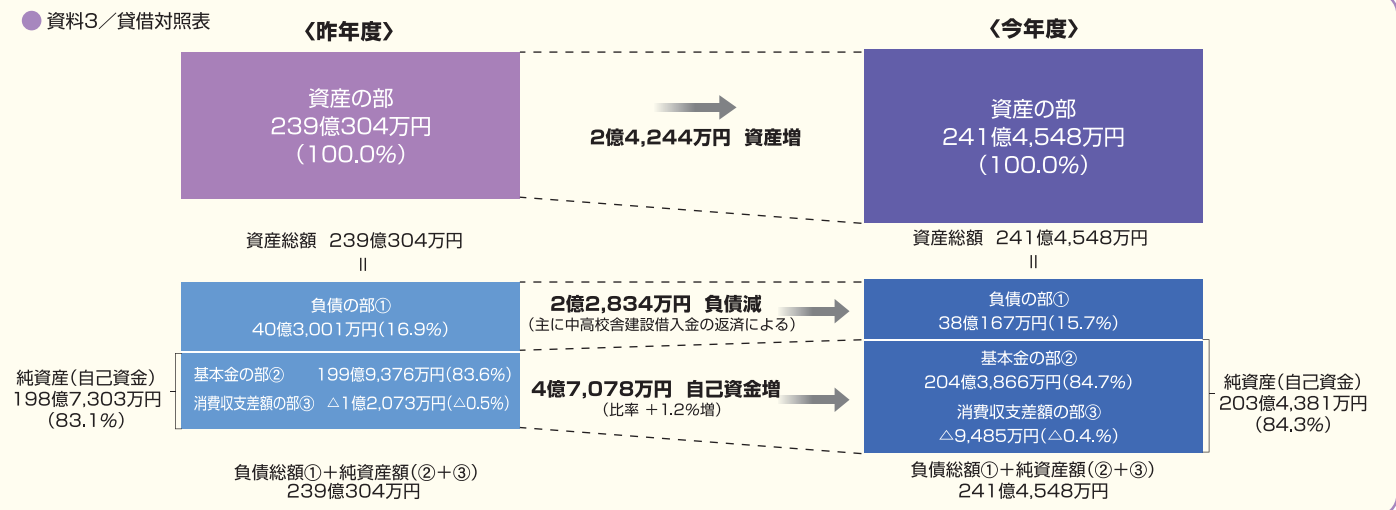 ● 資料3／貸借対照表
〈昨年度〉
〈今年度〉
資産の部
239億304万円
（100.0%）
2億4,244万円 資産増
資産の部
241億4,548万円
（100.0%）
資産総額 239億304万円
=
資産総額 241億4,548万円
=
負債の部①
40億3,001万円(16.9%)
2億2,834万円 負債減
（主に中高校舎建設借入金の返済による）
負債の部①
38億167万円(15.7%)
純資産(自己資金)
198億7,303万円
(83.1%)
基本金の部② 199億9,376万円(83.6%)
消費収支差額の部③ △1億2,073万円(△0.5%)
4億7,078万円 自己資金増
（比率 +1.2%増）
基本金の部②
204億3,866万円(84.7%)
消費収支差額の部③
△9,485万円(△0.4.%)
純資産(自己資金)
203億4,381万円
(84.3%)
負債総額①＋純資産額(②＋③)
239億304万円
負債総額①＋純資産額(②＋③)
241億4,548万円